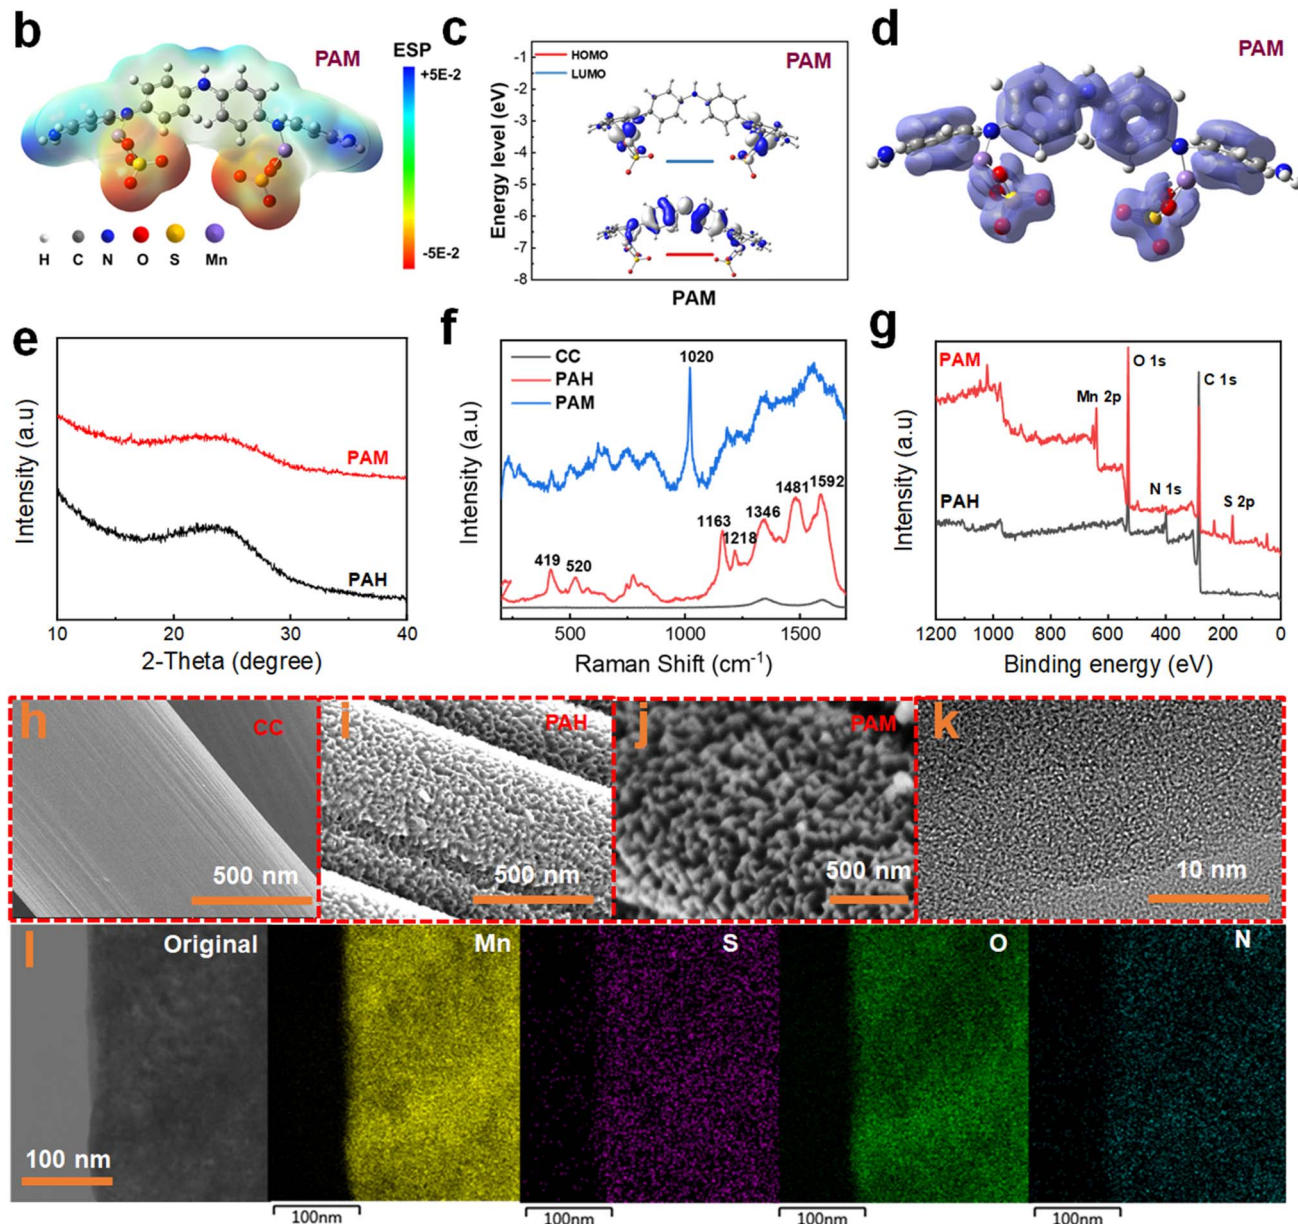 b
PAM
ESP
+5E-2
-5E-2
H C N O S Mn
c
HOMO
LUMO
PAM
-1
-2
-3
-4
-5
-6
-7
-8
Energy level (eV)
PAM
d
PAM
e
Intensity (a.u)
PAM
PAH
10 20 30 40
2-Theta (degree)
f
CC
PAH
PAM
1020
419
520
1163
1218
1346
1481
1592
Intensity (a.u)
500 1000 1500
Raman Shift (cm-1)
g
PAM
PAH
Mn 2p
O 1s
N 1s
C 1s
S 2p
Intensity (a.u)
1200 1000 800 600 400 200 0
Binding energy (eV)
h
CC
500 nm
i
PAH
500 nm
j
PAM
500 nm
k
10 nm
l
Original
100 nm
Mn
100nm
S
100nm
O
100nm
N
100nm